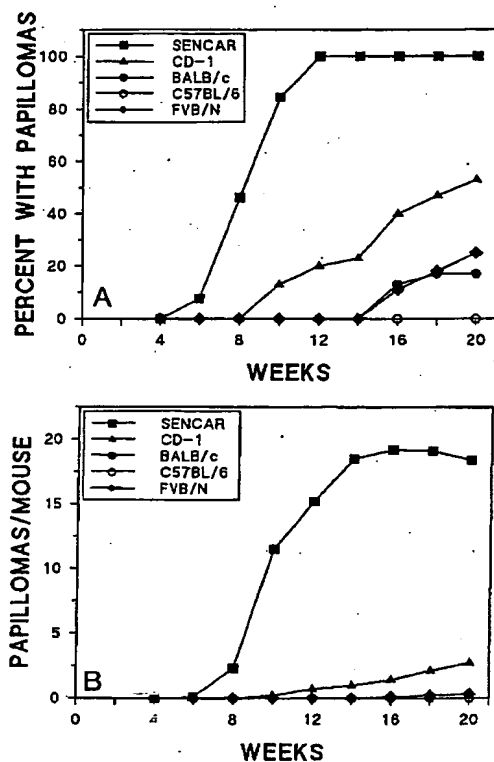 PERCENT WITH PAPILLOMAS
100
80
60
40
20
0
SENCAR
CD-1
BALB/c
C57BL/6
FVB/N
A
0 4 8 12 16 20
WEEKS
PAPILLOMAS/MOUSE
20
15
10
5
0
SENCAR
CD-1
BALB/c
C57BL/6
FVB/N
B
0 4 8 12 16 20
WEEKS